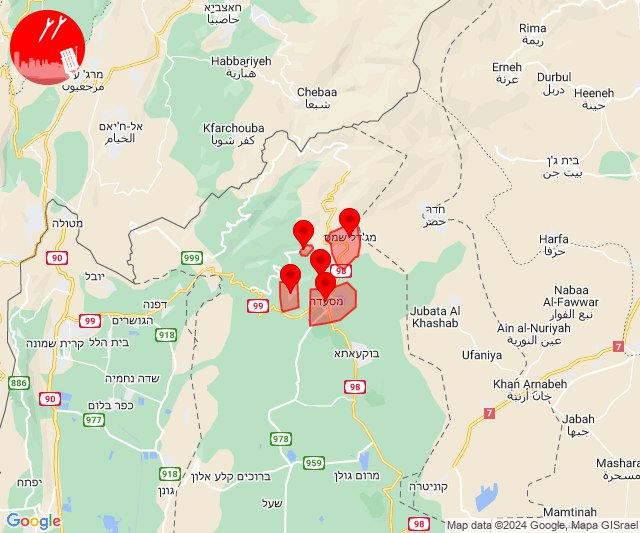 חאצביא
حاصبيا
Rima
ريمة
Habbariyeh
هبارية
מרג' ע
مرجعيون
Erneh
عرنة
Durbul
دربل
Heeneh
حينة
Chebaa
شبعا
אל-ח'יאם
الخيام
Kfarchouba
كفر شوبا
בית ג'ן
بيت جن
מטולה
חד'ר
حضر
מג'דל שמס
Harfa
حرفا
90
999
98
יובל
99
Nabaa
Al-Fawwar
نبع الفوار
דפנה
הגושרים
99
מסעדה
Jubata Al
Khashab
Ain al-Nuriyah
عين النورية
918
קרית שמונה
בית הלל
בוקעאתא
Ufaniya
7
886
שדה נחמיה
98
Khan Arnabeh
خان أرنبة
90
כפר בלום
977
7
Jabah
جبها
978
918
959
Mashara
مسحرة
יפתח
גונן
ברוכים קלע אלון
מרום גולן
קוניטרה
שעל
Mamtinah
98
Google
Map data ©2024 Google, Mapa GISrael